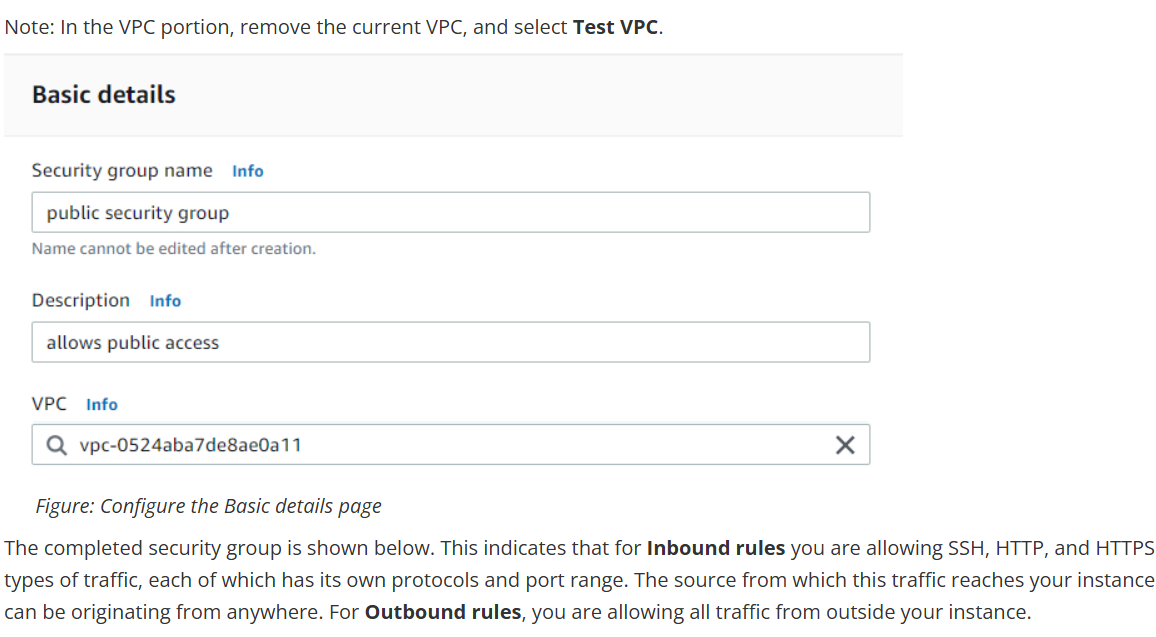 Note: In the VPC portion, remove the current VPC, and select Test VPC.
Basic details
Security group name Info
public security group
Name cannot be edited after creation.
Description Info
allows public access
VPC Info
vpc-0524aba7de8ae0a11
Figure: Configure the Basic details page
The completed security group is shown below. This indicates that for Inbound rules you are allowing SSH, HTTP, and HTTPS
types of traffic, each of which has its own protocols and port range. The source from which this traffic reaches your instance
can be originating from anywhere. For Outbound rules, you are allowing all traffic from outside your instance.